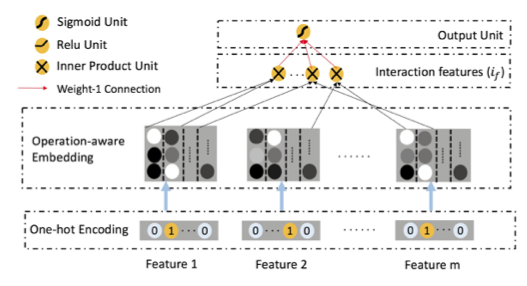 Sigmoid Unit
Relu Unit
Inner Product Unit
Weight-1 Connection
Output Unit
...
Interaction features (i_f)
Operation-aware
Embedding
......
......
......
......
One-hot Encoding
0 1 ... 0
0 ... 1 0
......
0 1 ... 0
Feature 1
Feature 2
Feature m